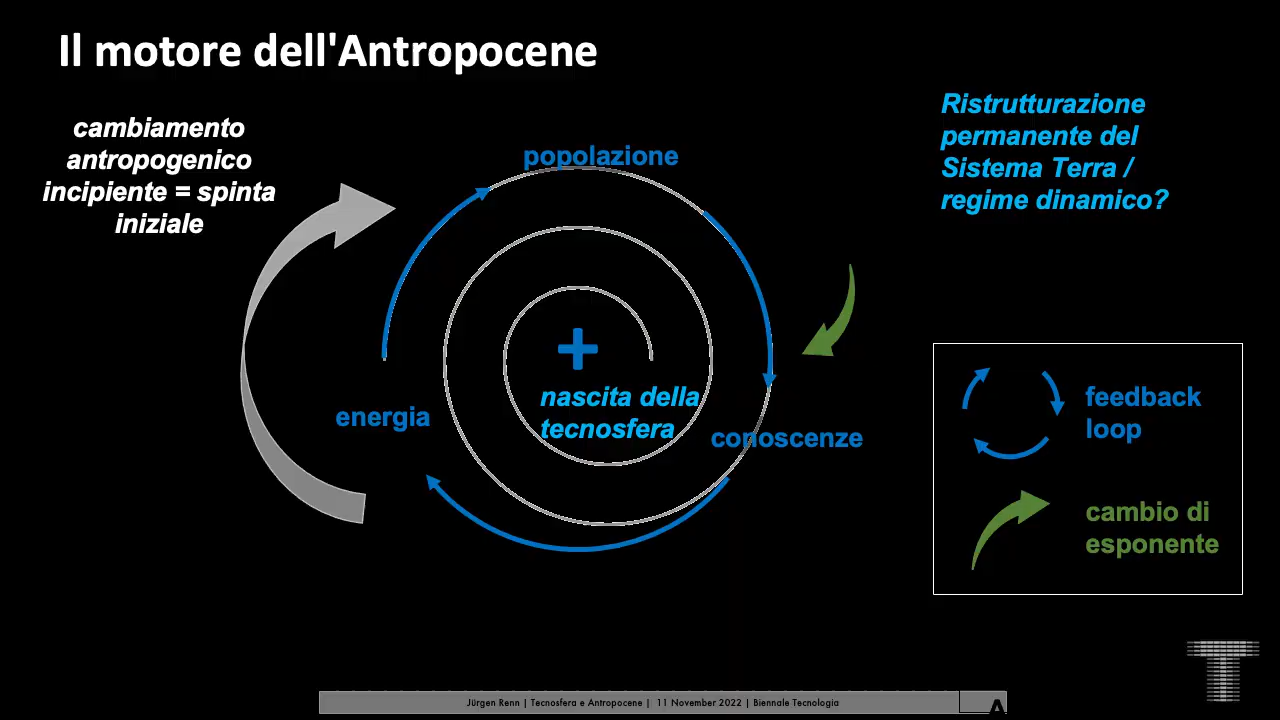 Il motore dell'Antropocene
cambiamento
antropogenico
incipiente = spinta
iniziale
popolazione
Ristrutturazione
permanente del
Sistema Terra /
regime dinamico?
energia
nascita della
tecnosfera
conoscenze
feedback
loop
cambio di
esponente
T
Jürgen Renn | Tecnosfera e Antropocene | 11 November 2022 | Biennale Tecnologia
A